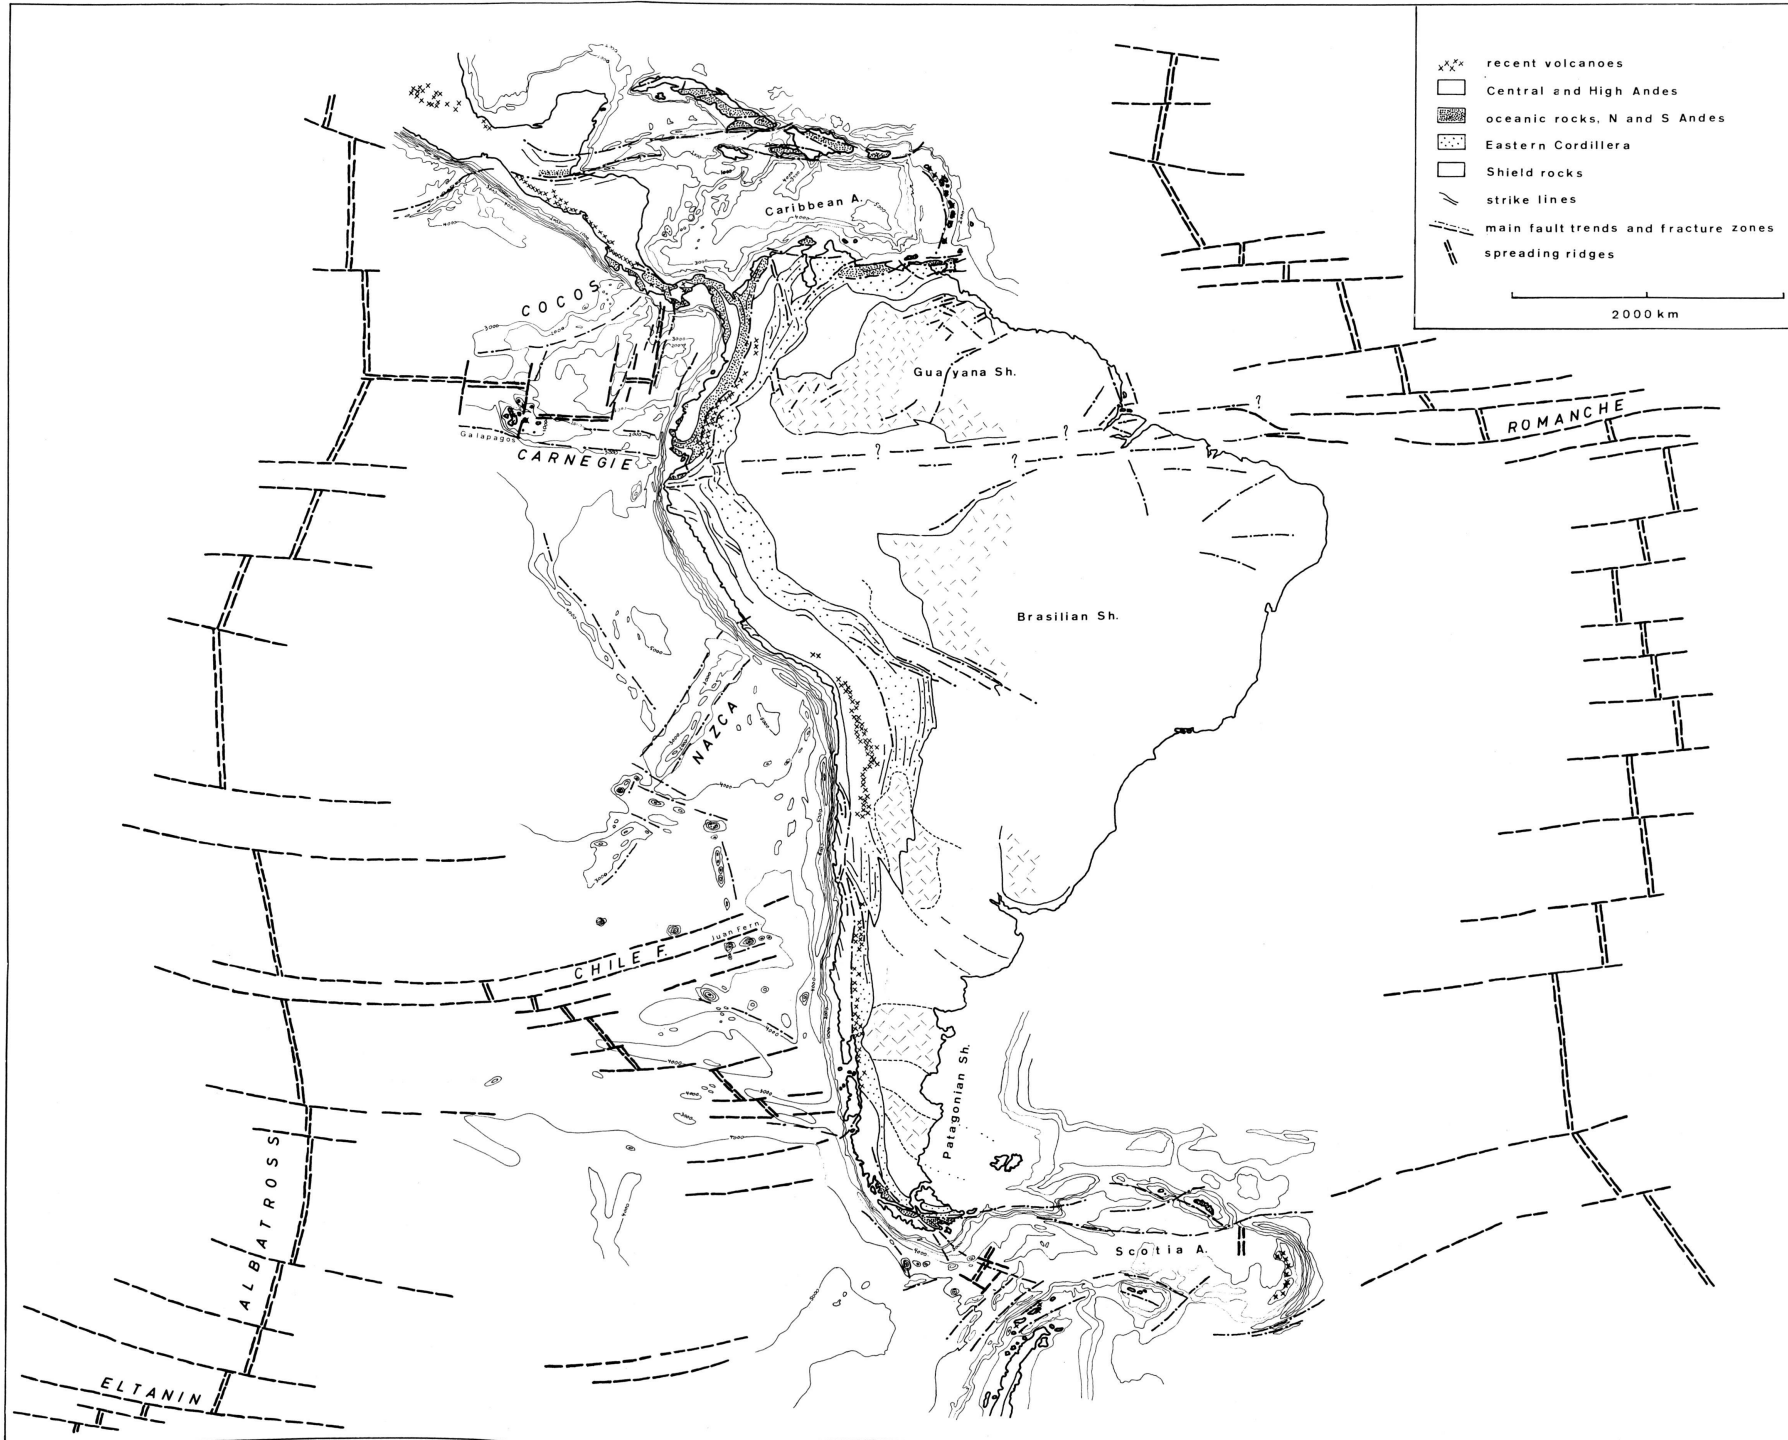 recent volcanoes
Central and High Andes
oceanic rocks, N and S Andes
Eastern Cordillera
Shield rocks
strike lines
main fault trends and fracture zones
spreading ridges
2000 km
Caribbean A.
COCOS
Guayana Sh.
Galapagos
CARNEGIE
ROMANCHE
?
?
?
?
Brasilian Sh.
NAZCA
Juan Fern.
CHILE F.
Patagonian Sh.
ALBATROSS
Scotia A.
ELTANIN